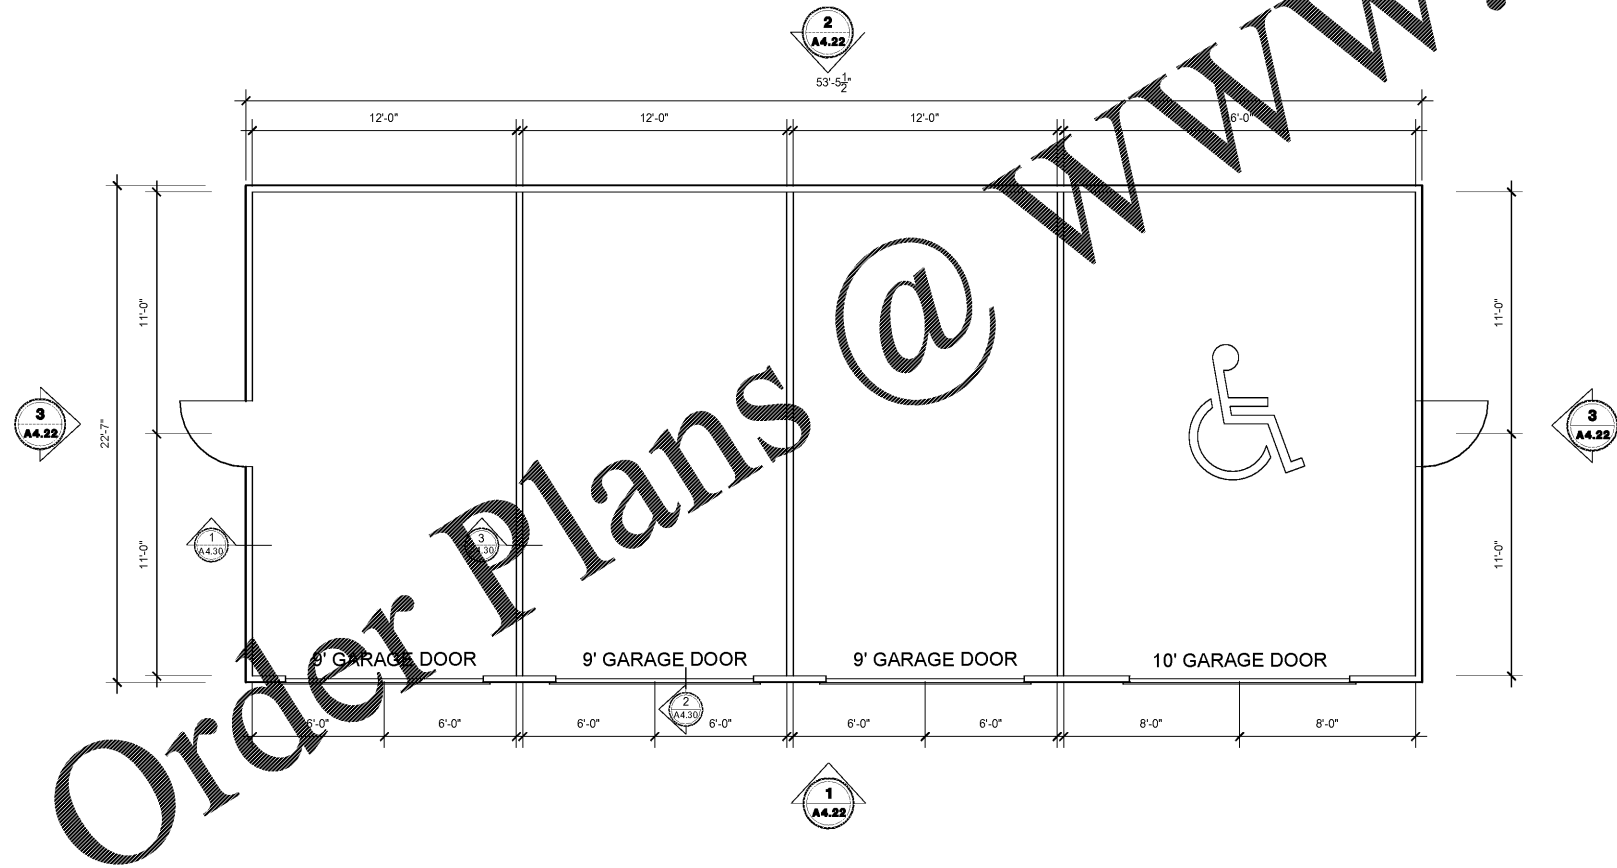 2
A4.22
53'-5 1/2"
12'-0" 12'-0" 12'-0" 6'-0"
11'-0" 11'-0"
3
A4.22
22'-7"
3
A4.22
1
A4.30
3
4.30
11'-0" 11'-0"
9' GARAGE DOOR 9' GARAGE DOOR 9' GARAGE DOOR 10' GARAGE DOOR
2
A4.30
6'-0" 6'-0" 6'-0" 6'-0" 6'-0" 6'-0" 8'-0" 8'-0"
1
A4.22
Order Plans @ www.